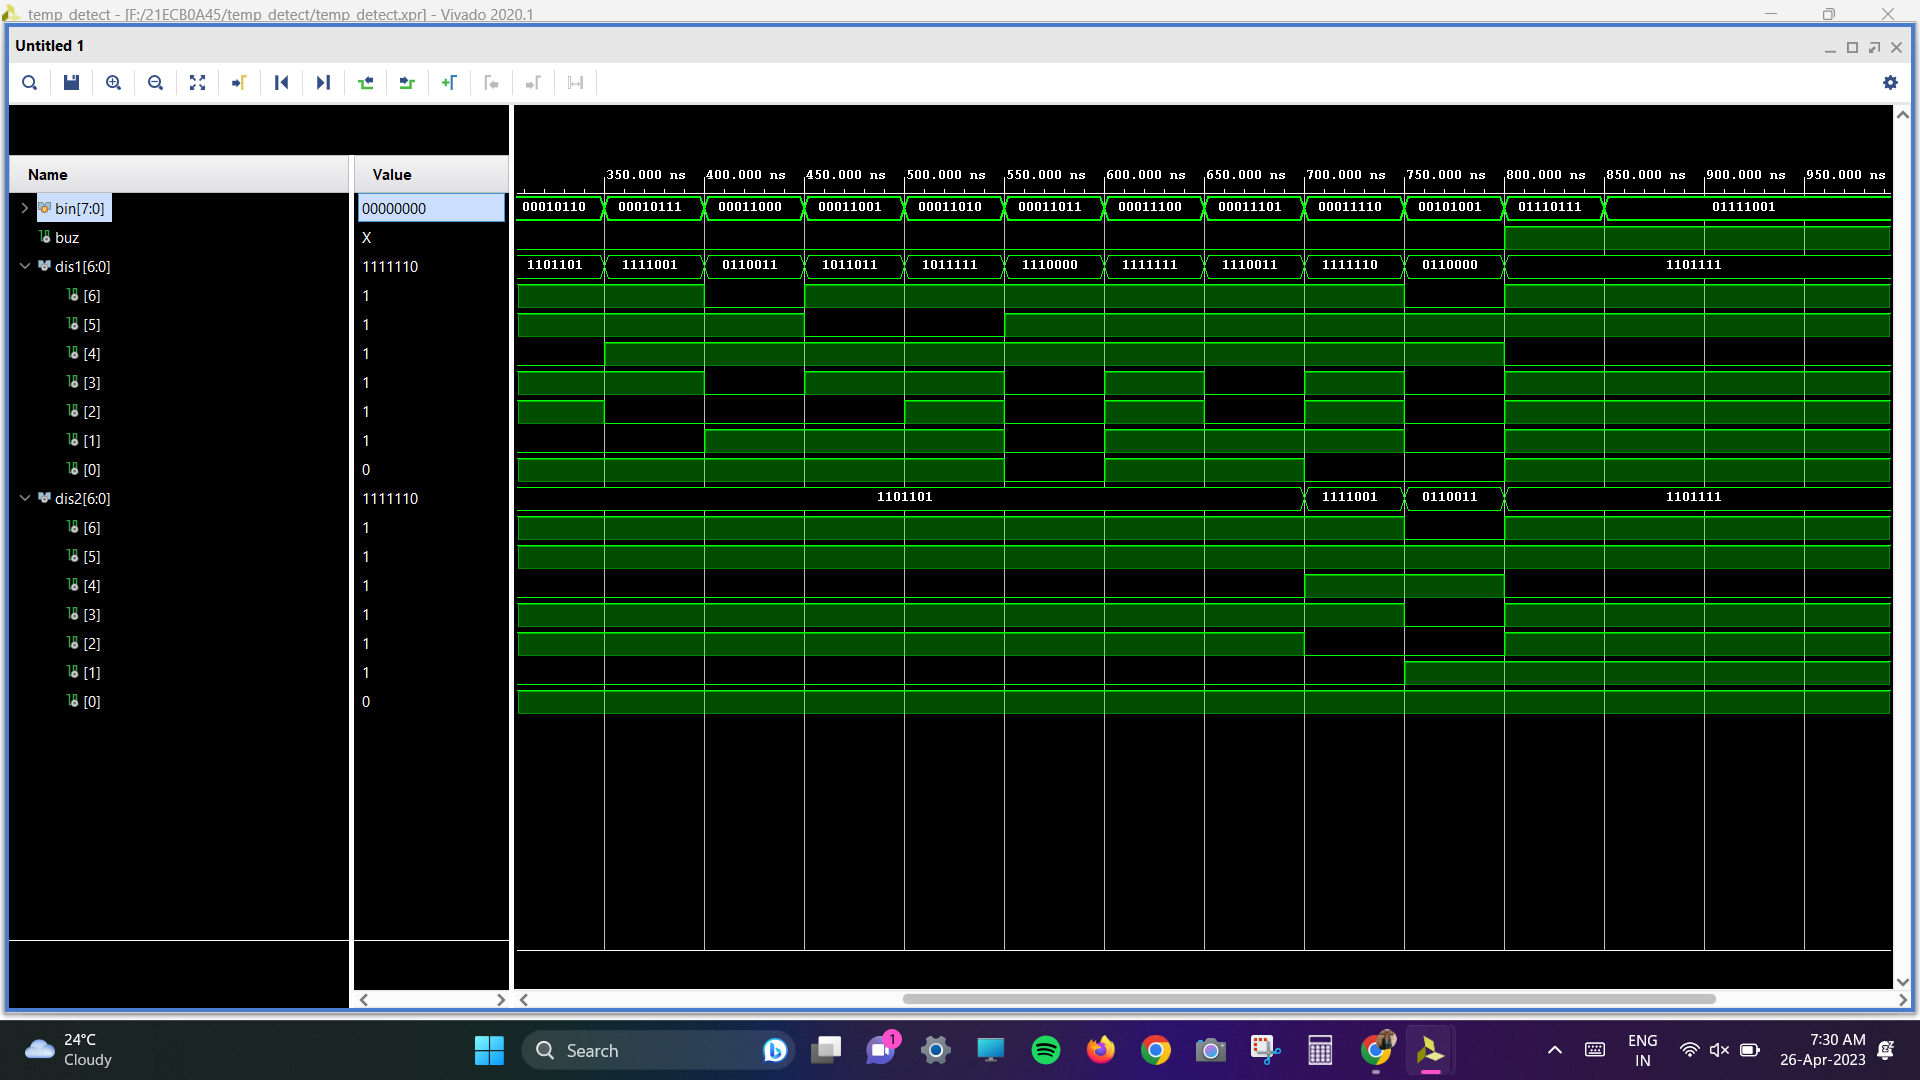 temp_detect - [F:/21ECB0A45/temp_detect/temp_detect.xpr] - Vivado 2020.1
Untitled 1
Name Value
350.000 ns 400.000 ns 450.000 ns 500.000 ns 550.000 ns 600.000 ns 650.000 ns 700.000 ns 750.000 ns 800.000 ns 850.000 ns 900.000 ns 950.000 ns
bin[7:0] 00000000 00010110 00010111 00011000 00011001 00011010 00011011 00011100 00011101 00011110 00101001 01110111 01111001
buz X
dis1[6:0] 1111110 1101101 1111001 0110011 1011011 1011111 1110000 1111111 1110011 1111110 0110000 1101111
[6] 1
[5] 1
[4] 1
[3] 1
[2] 1
[1] 1
[0] 0
dis2[6:0] 1111110 1101101 1111001 0110011 1101111
[6] 1
[5] 1
[4] 1
[3] 1
[2] 1
[1] 1
[0] 0
24°C
Cloudy
Search
1
ENG
IN
7:30 AM
26-Apr-2023